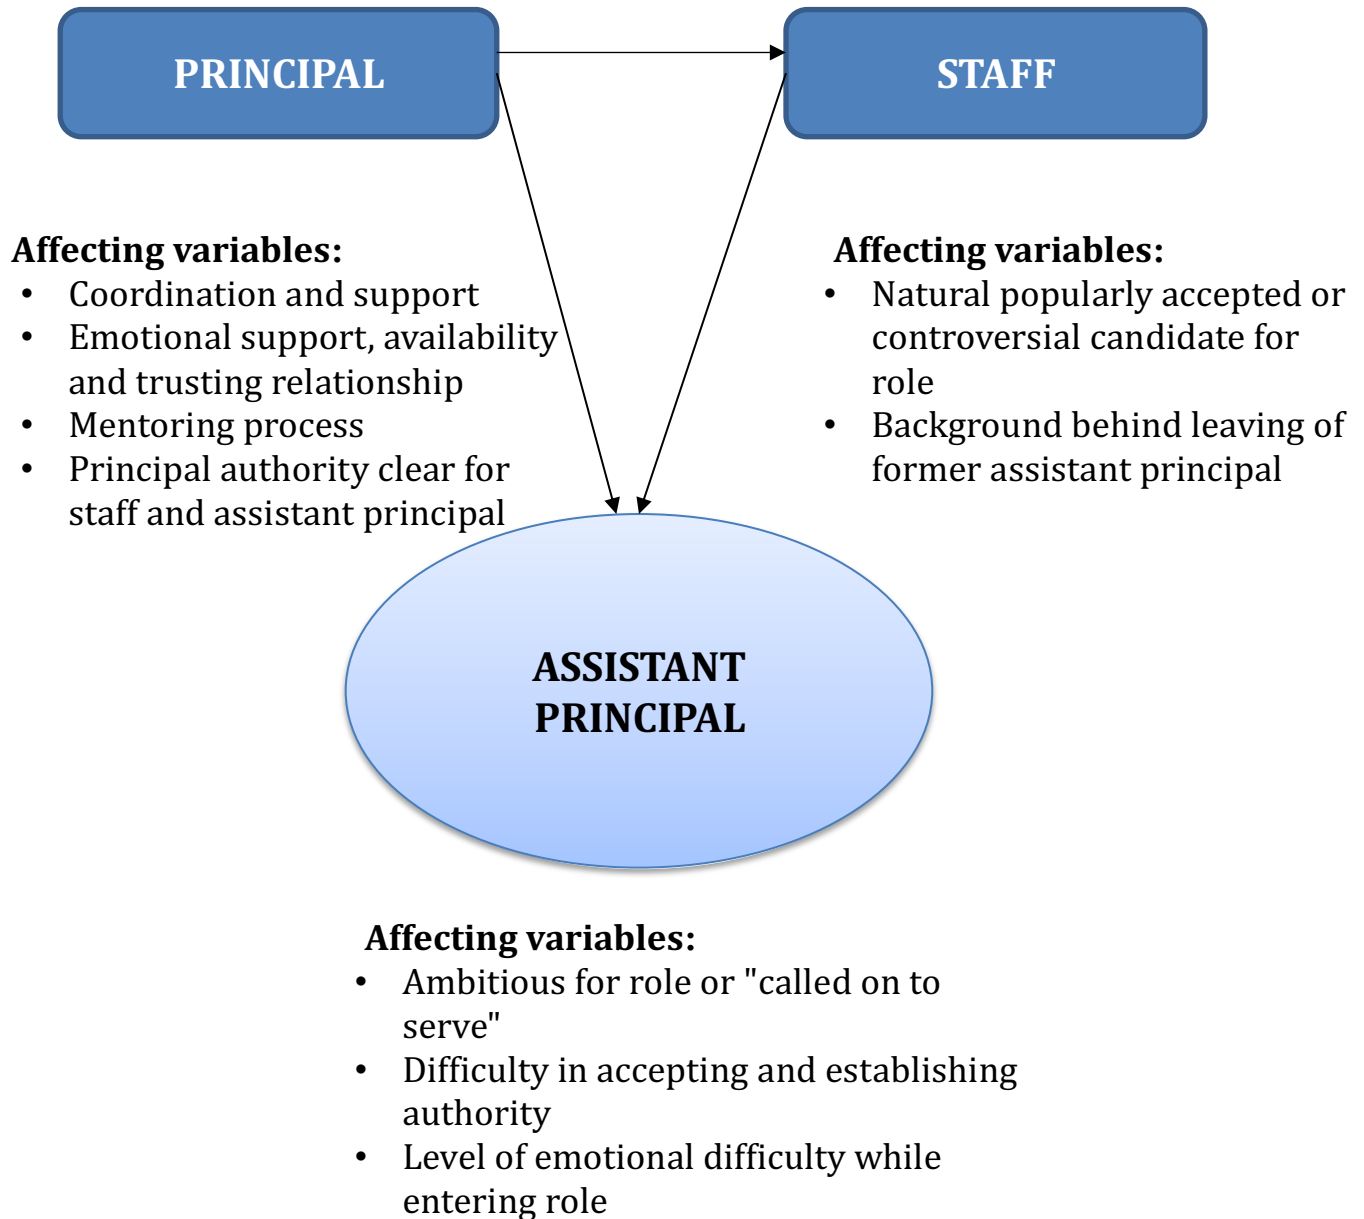 PRINCIPAL
STAFF
Affecting variables:
• Coordination and support
• Emotional support, availability
and trusting relationship
• Mentoring process
• Principal authority clear for
staff and assistant principal
Affecting variables:
• Natural popularly accepted or
controversial candidate for
role
• Background behind leaving of
former assistant principal
ASSISTANT
PRINCIPAL
Affecting variables:
• Ambitious for role or "called on to
serve"
• Difficulty in accepting and establishing
authority
• Level of emotional difficulty while
entering role